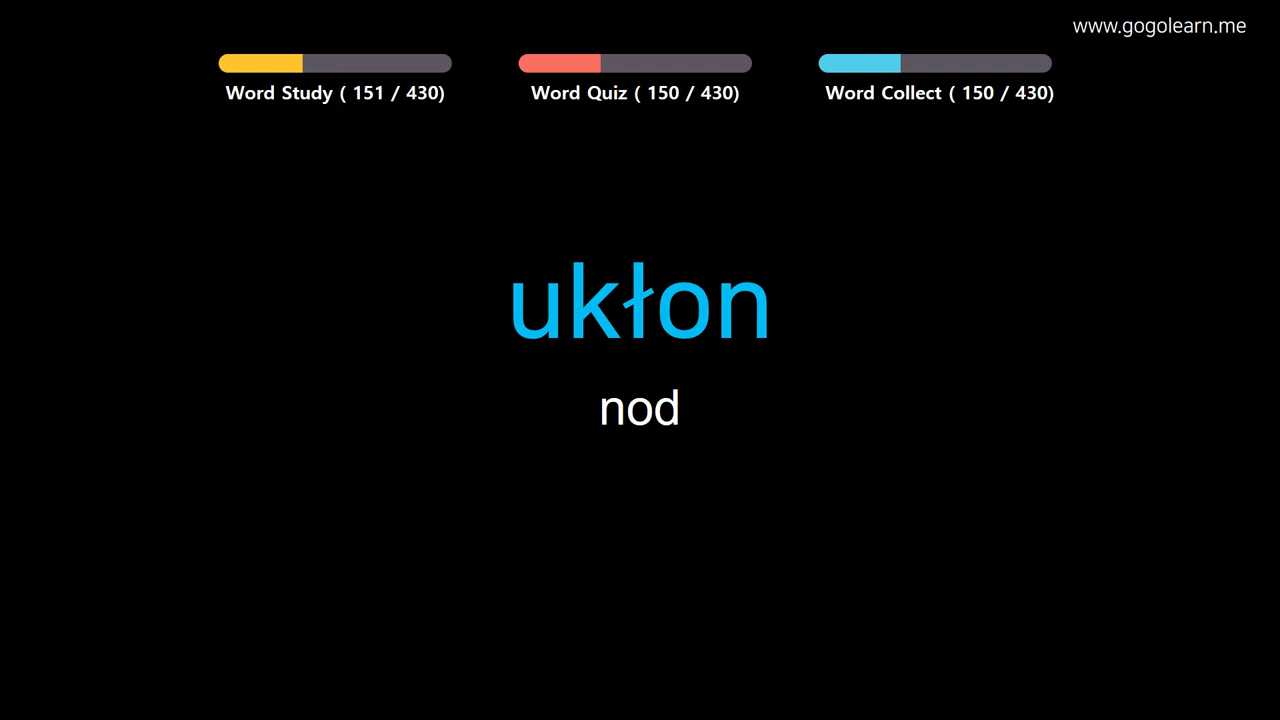 www.gogolearn.me
Word Study ( 151 / 430)
Word Quiz ( 150 / 430)
Word Collect ( 150 / 430)
ukłon
nod